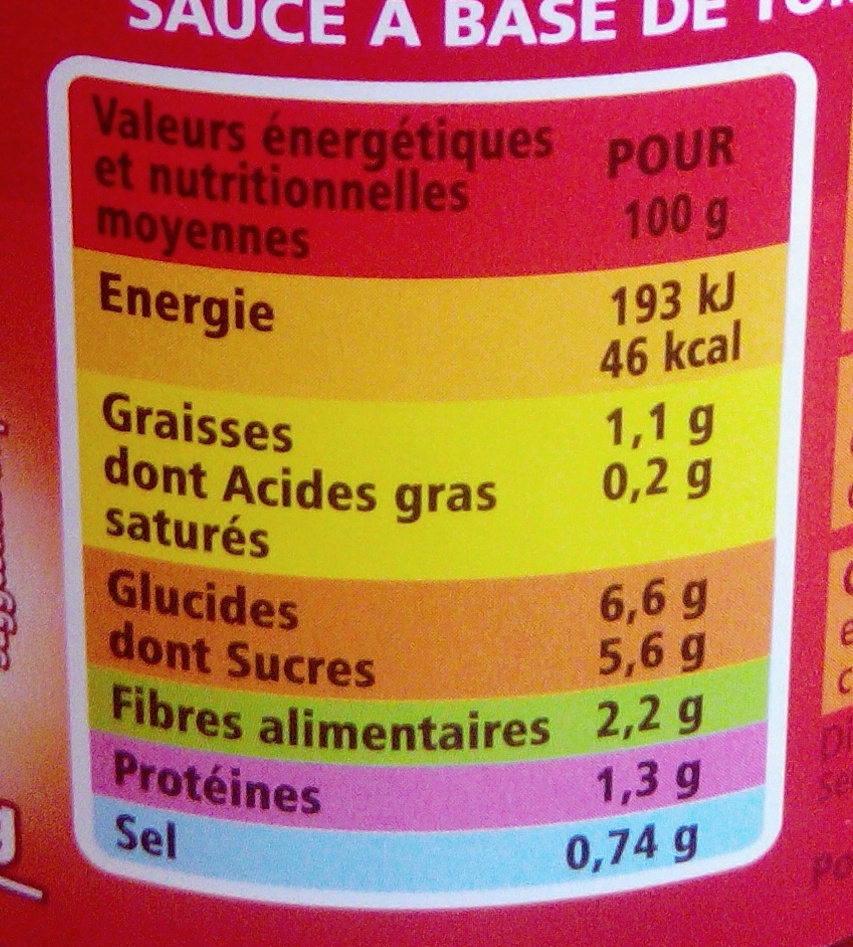 SAUCE A BASE DE
Valeurs énergétiques
et nutritionnelles
moyennes
POUR
100 g
Energie 193 kJ
46 kcal
Graisses 1,1 g
dont Acides gras 0,2 g
saturés
Glucides 6,6 g
dont Sucres 5,6 g
Fibres alimentaires 2,2 g
Protéines 1,3 g
Sel 0,74 g